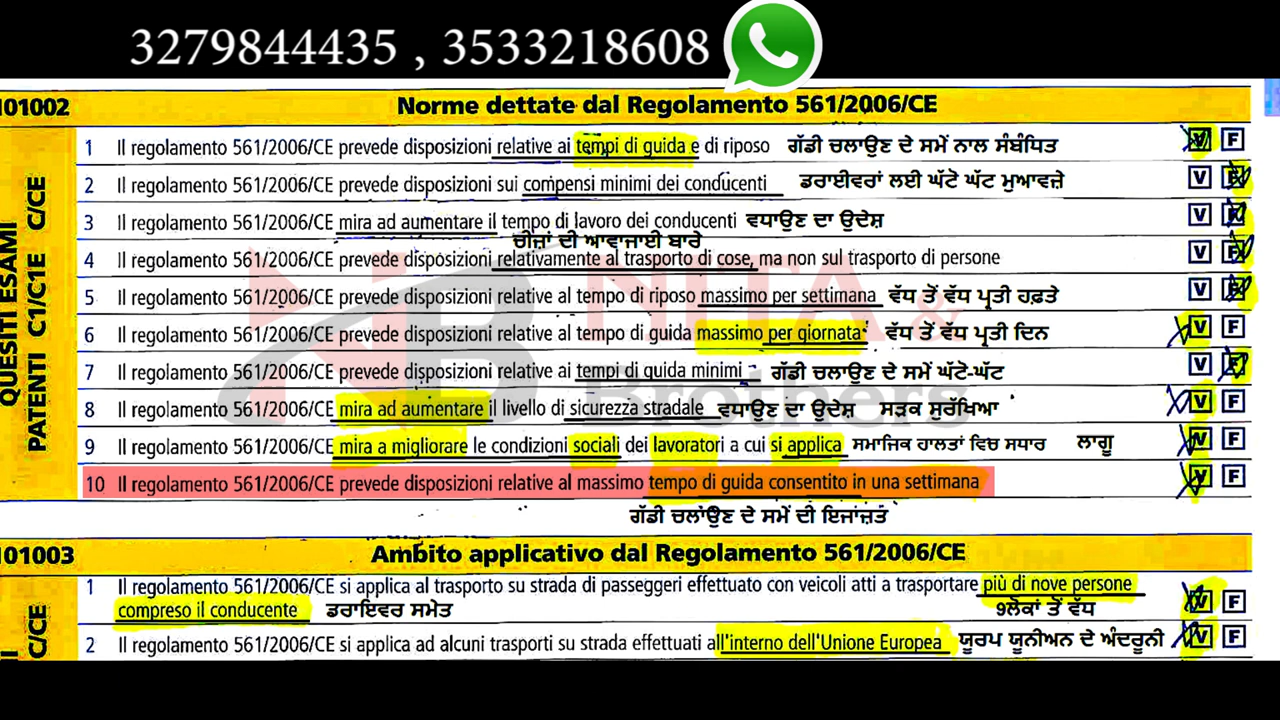 3279844435 , 3533218608
101002 Norme dettate dal Regolamento 561/2006/CE
QUESITI ESAMI
PATENTI C1/C1E C/CE
1 Il regolamento 561/2006/CE prevede disposizioni relative ai tempi di guida e di riposo ਗੱਡੀ ਚਲਾਉਣ ਦੇ ਸਮੇਂ ਨਾਲ ਸੰਬੰਧਿਤ V F
2 Il regolamento 561/2006/CE prevede disposizioni sui compensi minimi dei conducenti ਡਰਾਈਵਰਾਂ ਲਈ ਘੱਟੋ ਘੱਟ ਮੁਆਵਜ਼ੇ V F
3 Il regolamento 561/2006/CE mira ad aumentare il tempo di lavoro dei conducenti ਵਧਾਉਣ ਦਾ ਉਦੇਸ਼ V F
ਚੀਜ਼ਾਂ ਦੀ ਆਵਾਜਾਈ ਬਾਰੇ
4 Il regolamento 561/2006/CE prevede disposizioni relativamente al trasporto di cose, ma non sul trasporto di persone V F
5 Il regolamento 561/2006/CE prevede disposizioni relative al tempo di riposo massimo per settimana ਵੱਧ ਤੋਂ ਵੱਧ ਪ੍ਰਤੀ ਹਫ਼ਤੇ V F
6 Il regolamento 561/2006/CE prevede disposizioni relative al tempo di guida massimo per giornata ਵੱਧ ਤੋਂ ਵੱਧ ਪ੍ਰਤੀ ਦਿਨ V F
7 Il regolamento 561/2006/CE prevede disposizioni relative ai tempi di guida minimi ਗੱਡੀ ਚਲਾਉਣ ਦੇ ਸਮੇਂ ਘੱਟੋ-ਘੱਟ V F
8 Il regolamento 561/2006/CE mira ad aumentare il livello di sicurezza stradale ਵਧਾਉਣ ਦਾ ਉਦੇਸ਼ ਸੜਕ ਸੁਰੱਖਿਆ V F
9 Il regolamento 561/2006/CE mira a migliorare le condizioni sociali dei lavoratori a cui si applica ਸਮਾਜਿਕ ਹਾਲਤਾਂ ਵਿਚ ਸਧਾਰ ਲਾਗੂ V F
10 Il regolamento 561/2006/CE prevede disposizioni relative al massimo tempo di guida consentito in una settimana V F
ਗੱਡੀ ਚਲਾਉਣ ਦੇ ਸਮੇਂ ਦੀ ਇਜਾਂਜ਼ਤ
NB NITA & Brothers
101003 Ambito applicativo dal Regolamento 561/2006/CE
C/CE
1 Il regolamento 561/2006/CE si applica al trasporto su strada di passeggeri effettuato con veicoli atti a trasportare più di nove persone
compreso il conducente ਡਰਾਇਵਰ ਸਮੇਤ 9ਲੋਕਾਂ ਤੋਂ ਵੱਧ V F
2 Il regolamento 561/2006/CE si applica ad alcuni trasporti su strada effettuati all'interno dell'Unione Europea ਯੂਰਪ ਯੂਨੀਅਨ ਦੇ ਅੰਦਰੂਨੀ V F